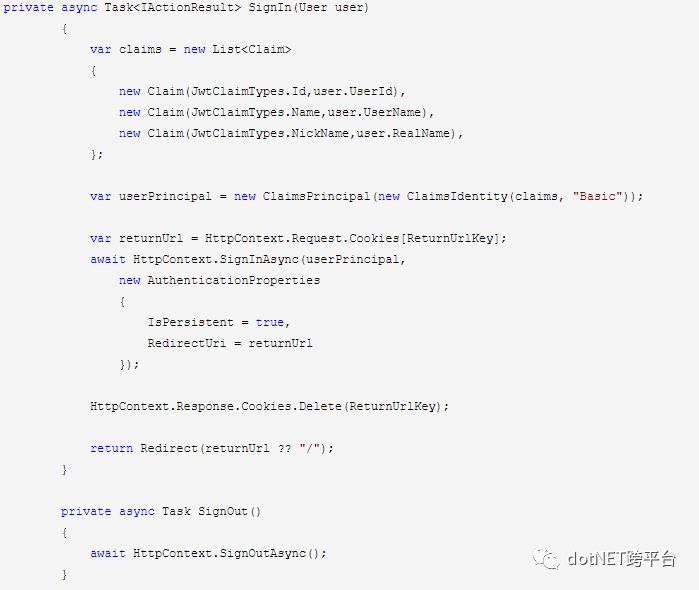 private async Task<IActionResult> SignIn(User user)
{
var claims = new List<Claim>
{
new Claim(JwtClaimTypes.Id,user.UserId),
new Claim(JwtClaimTypes.Name,user.UserName),
new Claim(JwtClaimTypes.NickName,user.RealName),
};
var userPrincipal = new ClaimsPrincipal(new ClaimsIdentity(claims, "Basic"));
var returnUrl = HttpContext.Request.Cookies[ReturnUrlKey];
await HttpContext.SignInAsync(userPrincipal,
new AuthenticationProperties
{
IsPersistent = true,
RedirectUri = returnUrl
});
HttpContext.Response.Cookies.Delete(ReturnUrlKey);
return Redirect(returnUrl ?? "/");
}
private async Task SignOut()
{
await HttpContext.SignOutAsync();
}
dotNET跨平台